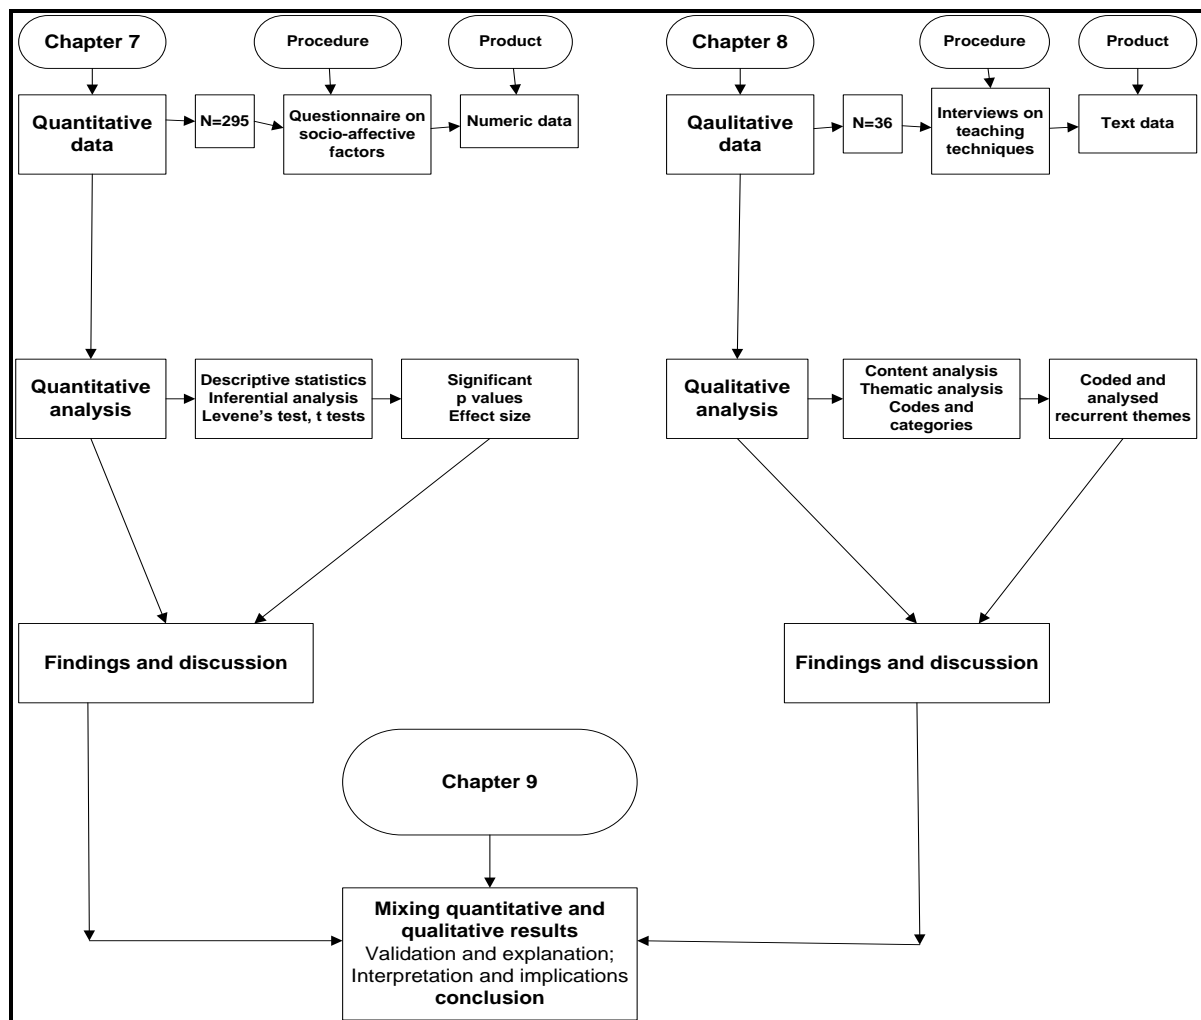 Chapter 7
Procedure
Product
Chapter 8
Procedure
Product
Quantitative
data
N=295
Questionnaire on
socio-affective
factors
Numeric data
Qaulitative
data
N=36
Interviews on
teaching
techniques
Text data
Quantitative
analysis
Descriptive statistics
Inferential analysis
Levene's test, t tests
Significant
p values
Effect size
Qualitative
analysis
Content analysis
Thematic analysis
Codes and
categories
Coded and
analysed
recurrent themes
Findings and discussion
Findings and discussion
Chapter 9
Mixing quantitative and
qualitative results
Validation and explanation;
Interpretation and implications
conclusion